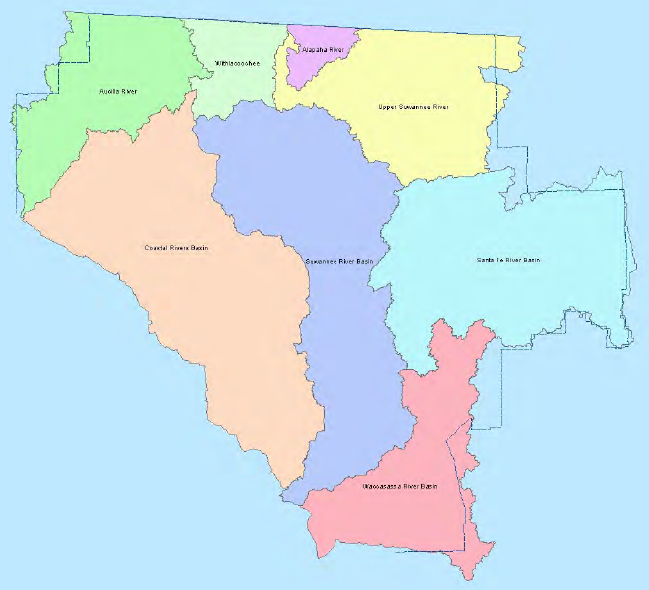 Alapaha River
Withlacoochee
Aucilla River
Upper Suwannee River
Coastal Rivers Basin
Suwannee River Basin
Santa Fe River Basin
Waccasassa River Basin